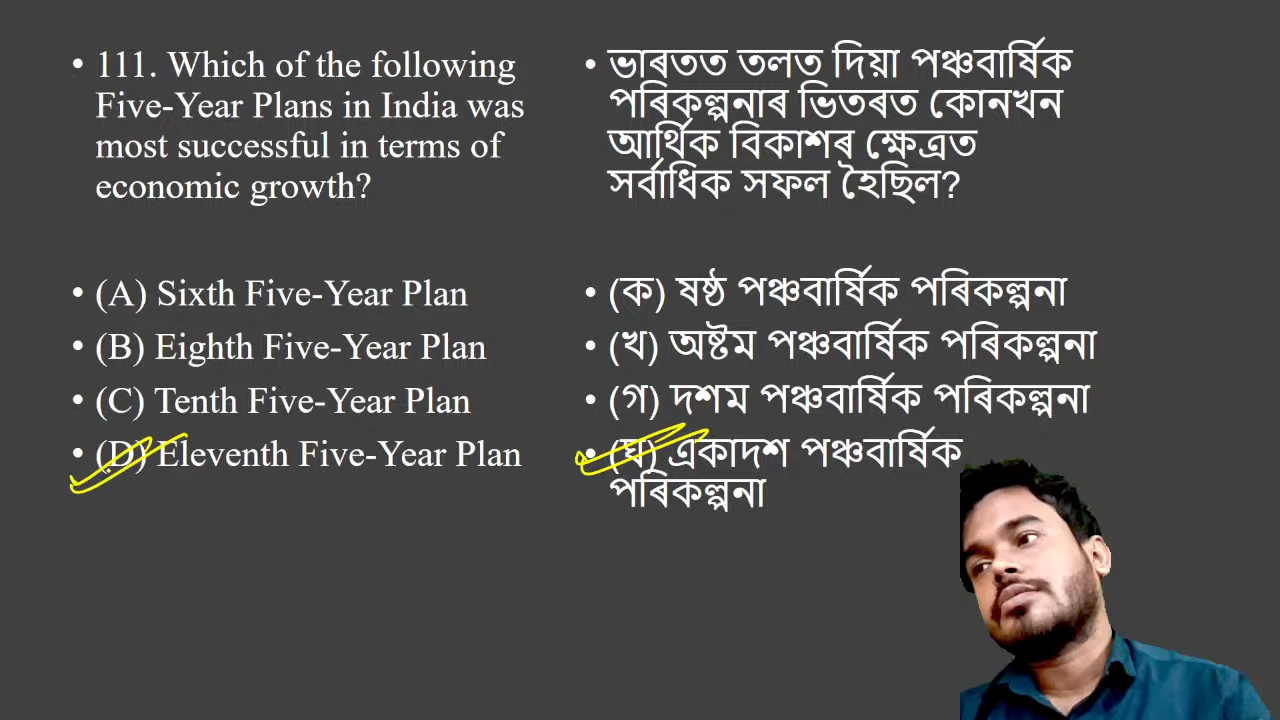 • 111. Which of the following
Five-Year Plans in India was
most successful in terms of
economic growth?
• (A) Sixth Five-Year Plan
• (B) Eighth Five-Year Plan
• (C) Tenth Five-Year Plan
• (D) Eleventh Five-Year Plan
• ভাৰতত তলত দিয়া পঞ্চবাৰ্ষিক
পৰিকল্পনাৰ ভিতৰত কোনখন
আৰ্থিক বিকাশৰ ক্ষেত্ৰত
সৰ্বাধিক সফল হৈছিল?
• (ক) ষষ্ঠ পঞ্চবাৰ্ষিক পৰিকল্পনা
• (খ) অষ্টম পঞ্চবাৰ্ষিক পৰিকল্পনা
• (গ) দশম পঞ্চবাৰ্ষিক পৰিকল্পনা
• (ঘ) একাদশ পঞ্চবাৰ্ষিক
পৰিকল্পনা